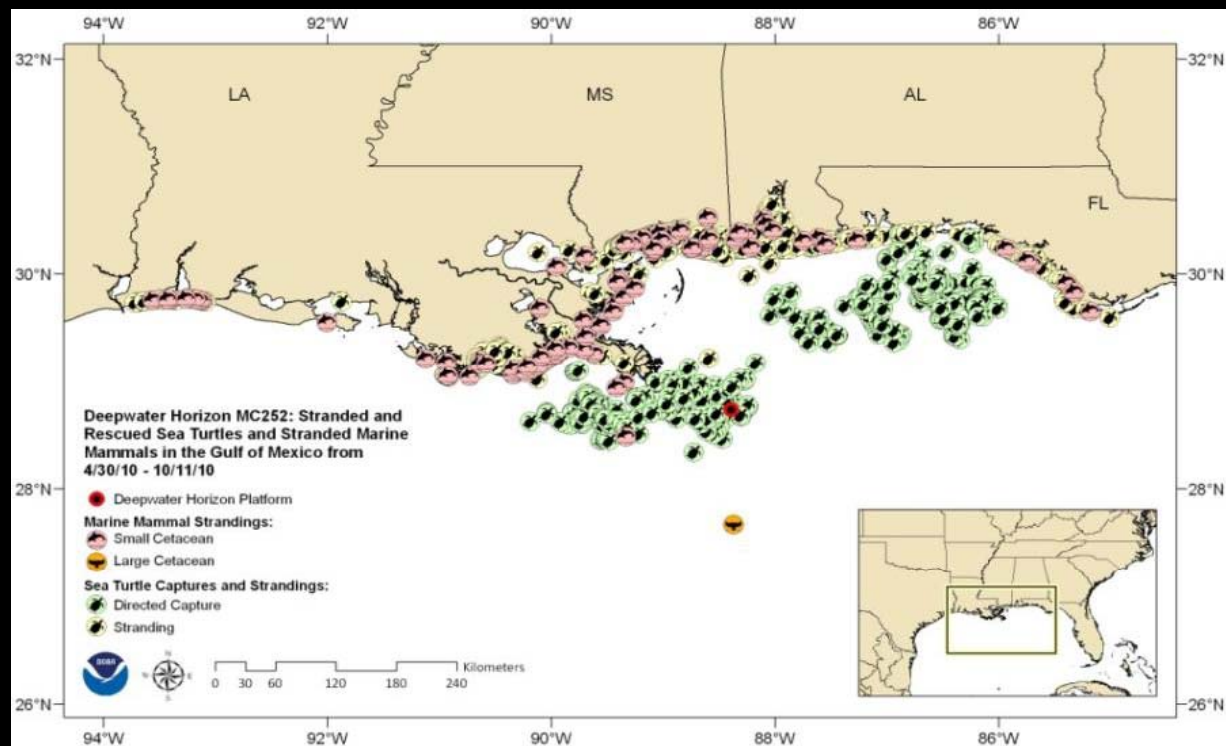 94°W 92°W 90°W 88°W 86°W
32°N 32°N
LA MS AL
FL
30°N 30°N
Deepwater Horizon MC252: Stranded and
Rescued Sea Turtles and Stranded Marine
Mammals in the Gulf of Mexico from
4/30/10 - 10/11/10
28°N 28°N
Deepwater Horizon Platform
Marine Mammal Strandings:
Small Cetacean
Large Cetacean
Sea Turtle Captures and Strandings:
Directed Capture
Stranding
NOAA
N
W E
S
Kilometers
0 30 60 120 180 240
26°N 26°N
94°W 92°W 90°W 88°W 86°W